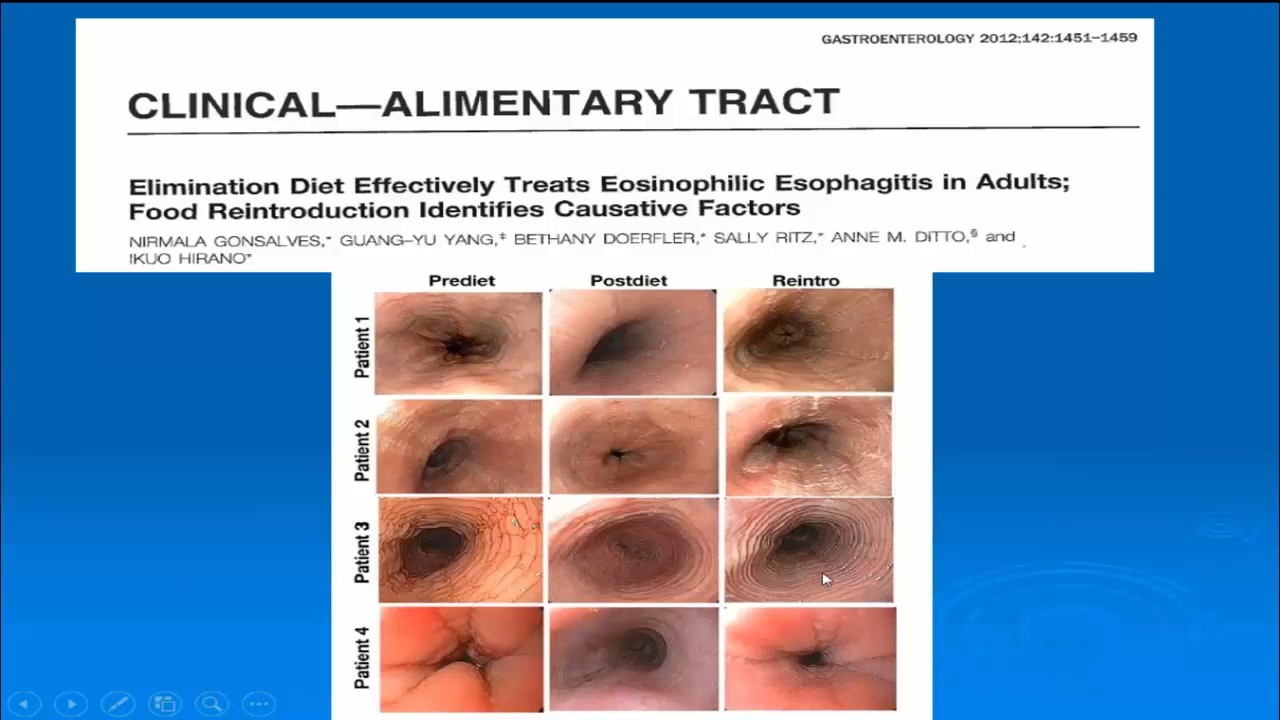 GASTROENTEROLOGY 2012;142:1451–1459
CLINICAL—ALIMENTARY TRACT
Elimination Diet Effectively Treats Eosinophilic Esophagitis in Adults;
Food Reintroduction Identifies Causative Factors
NIRMALA GONSALVES,* GUANG–YU YANG,‡ BETHANY DOERFLER,* SALLY RITZ,* ANNE M. DITTO,§ and
IKUO HIRANO*
Prediet Postdiet Reintro
Patient 1
Patient 2
Patient 3
Patient 4